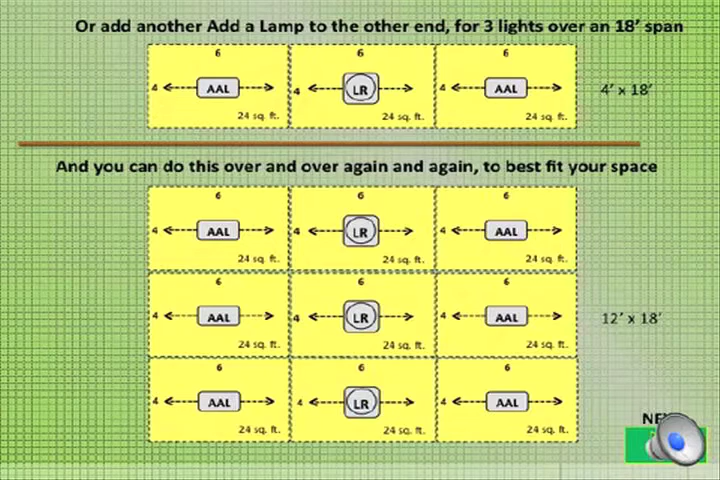 Or add another Add a Lamp to the other end, for 3 lights over an 18' span
6 6 6
4 AAL 4 LR 4 AAL 4' x 18'
24 sq. ft. 24 sq. ft. 24 sq. ft.
And you can do this over and over again and again, to best fit your space
6 6 6
4 AAL 4 LR 4 AAL
24 sq. ft. 24 sq. ft. 24 sq. ft.
6 6 6
4 AAL 4 LR 4 AAL 12' x 18'
24 sq. ft. 24 sq. ft. 24 sq. ft.
6 6 6
4 AAL 4 LR 4 AAL
24 sq. ft. 24 sq. ft. 24 sq. ft.